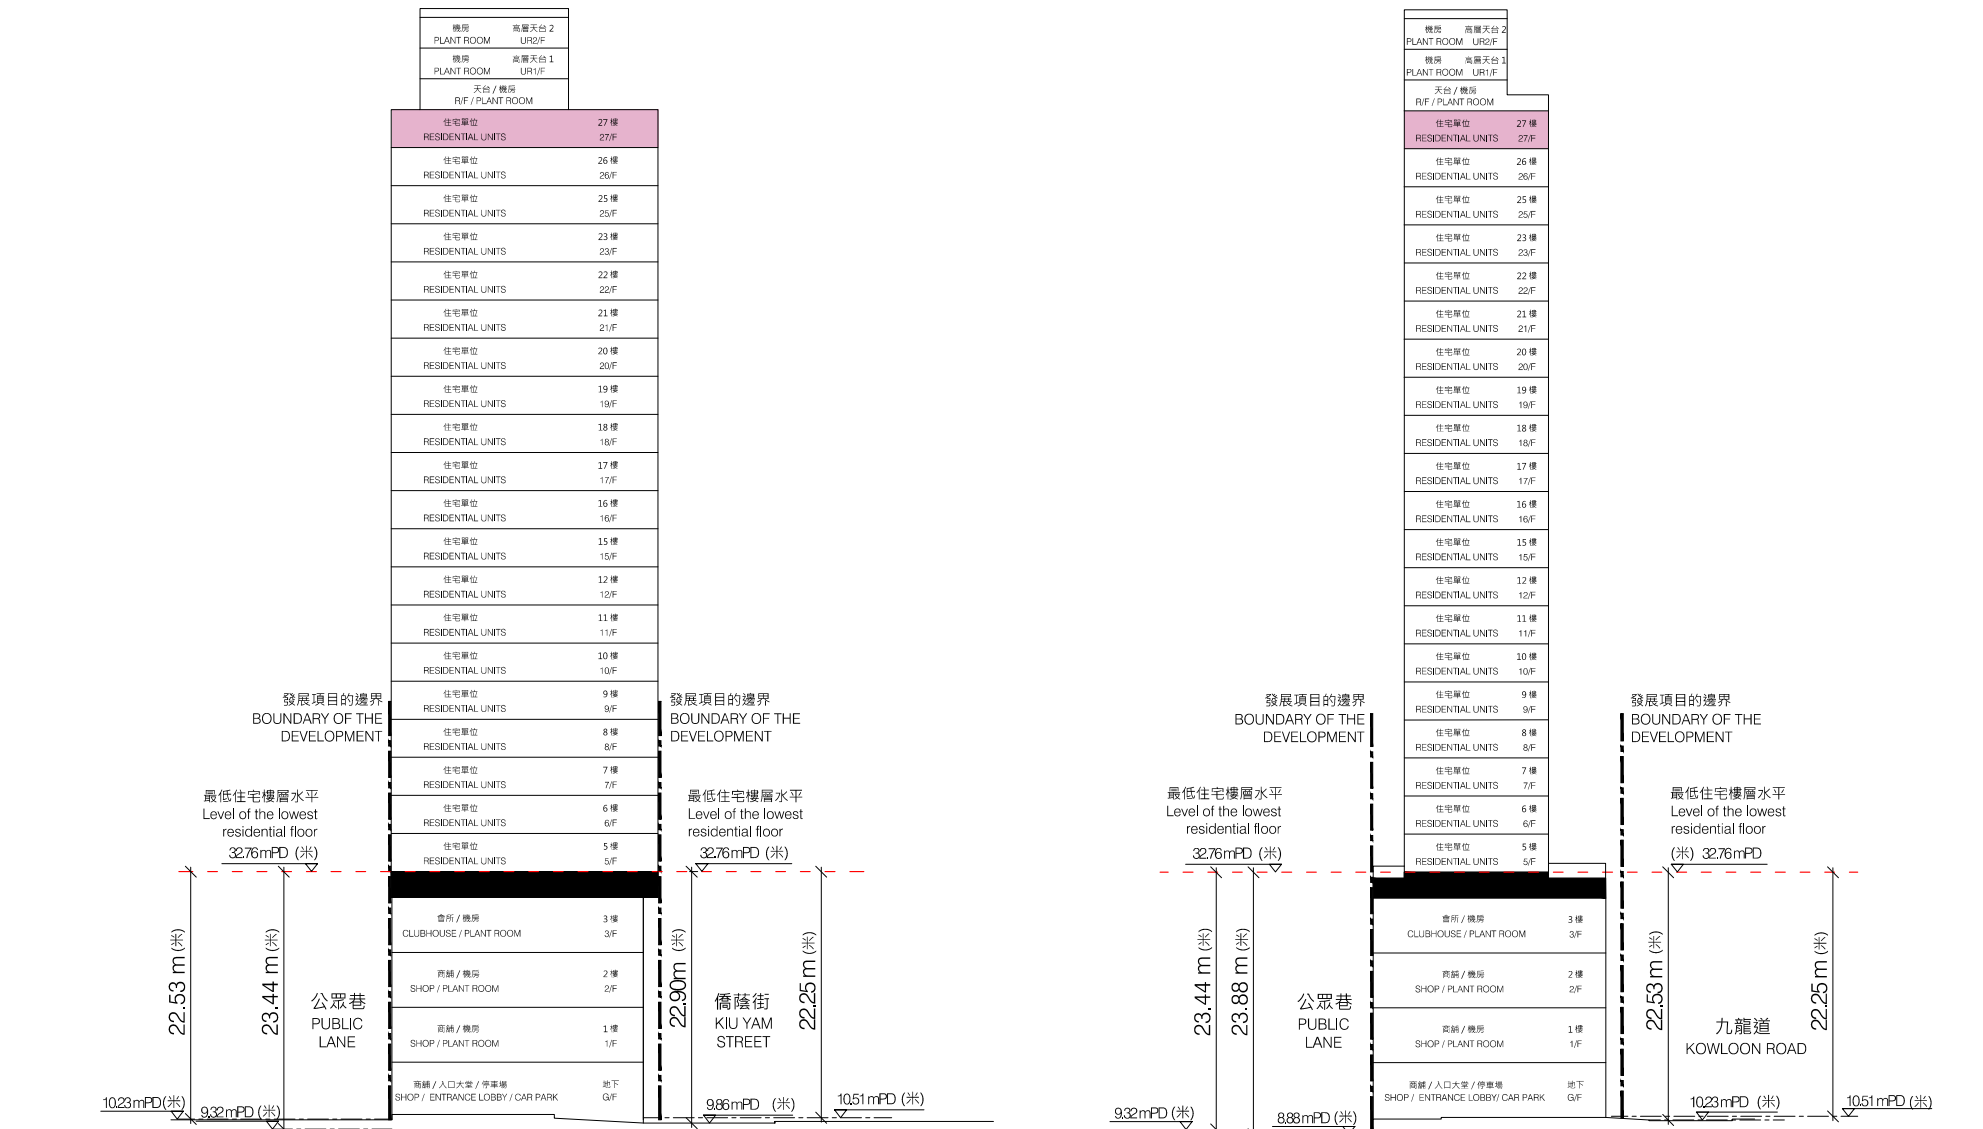 機房 高層天台 2
PLANT ROOM UR2/F
機房 高層天台 1
PLANT ROOM UR1/F
天台 / 機房
R/F / PLANT ROOM
住宅單位 27 樓
RESIDENTIAL UNITS 27/F
住宅單位 26 樓
RESIDENTIAL UNITS 26/F
住宅單位 25 樓
RESIDENTIAL UNITS 25/F
住宅單位 23 樓
RESIDENTIAL UNITS 23/F
住宅單位 22 樓
RESIDENTIAL UNITS 22/F
住宅單位 21 樓
RESIDENTIAL UNITS 21/F
住宅單位 20 樓
RESIDENTIAL UNITS 20/F
住宅單位 19 樓
RESIDENTIAL UNITS 19/F
住宅單位 18 樓
RESIDENTIAL UNITS 18/F
住宅單位 17 樓
RESIDENTIAL UNITS 17/F
住宅單位 16 樓
RESIDENTIAL UNITS 16/F
住宅單位 15 樓
RESIDENTIAL UNITS 15/F
住宅單位 12 樓
RESIDENTIAL UNITS 12/F
住宅單位 11 樓
RESIDENTIAL UNITS 11/F
住宅單位 10 樓
RESIDENTIAL UNITS 10/F
住宅單位 9 樓
RESIDENTIAL UNITS 9/F
住宅單位 8 樓
RESIDENTIAL UNITS 8/F
住宅單位 7 樓
RESIDENTIAL UNITS 7/F
住宅單位 6 樓
RESIDENTIAL UNITS 6/F
住宅單位 5 樓
RESIDENTIAL UNITS 5/F
會所 / 機房 3 樓
CLUBHOUSE / PLANT ROOM 3/F
商舖 / 機房 2 樓
SHOP / PLANT ROOM 2/F
商舖 / 機房 1 樓
SHOP / PLANT ROOM 1/F
商舖 / 入口大堂 / 停車場 地下
SHOP / ENTRANCE LOBBY / CAR PARK G/F
發展項目的邊界
BOUNDARY OF THE
DEVELOPMENT
發展項目的邊界
BOUNDARY OF THE
DEVELOPMENT
最低住宅樓層水平
Level of the lowest
residential floor
32.76mPD (米)
最低住宅樓層水平
Level of the lowest
residential floor
32.76mPD (米)
22.53 m (米)
23.44 m (米)
公眾巷
PUBLIC
LANE
22.90m (米)
僑蔭街
KIU YAM
STREET
22.25 m (米)
10.23mPD(米)
9.32mPD (米)
9.86mPD (米)
10.51 mPD (米)
機房 高層天台 2
PLANT ROOM UR2/F
機房 高層天台 1
PLANT ROOM UR1/F
天台 / 機房
R/F / PLANT ROOM
住宅單位 27 樓
RESIDENTIAL UNITS 27/F
住宅單位 26 樓
RESIDENTIAL UNITS 26/F
住宅單位 25 樓
RESIDENTIAL UNITS 25/F
住宅單位 23 樓
RESIDENTIAL UNITS 23/F
住宅單位 22 樓
RESIDENTIAL UNITS 22/F
住宅單位 21 樓
RESIDENTIAL UNITS 21/F
住宅單位 20 樓
RESIDENTIAL UNITS 20/F
住宅單位 19 樓
RESIDENTIAL UNITS 19/F
住宅單位 18 樓
RESIDENTIAL UNITS 18/F
住宅單位 17 樓
RESIDENTIAL UNITS 17/F
住宅單位 16 樓
RESIDENTIAL UNITS 16/F
住宅單位 15 樓
RESIDENTIAL UNITS 15/F
住宅單位 12 樓
RESIDENTIAL UNITS 12/F
住宅單位 11 樓
RESIDENTIAL UNITS 11/F
住宅單位 10 樓
RESIDENTIAL UNITS 10/F
住宅單位 9 樓
RESIDENTIAL UNITS 9/F
住宅單位 8 樓
RESIDENTIAL UNITS 8/F
住宅單位 7 樓
RESIDENTIAL UNITS 7/F
住宅單位 6 樓
RESIDENTIAL UNITS 6/F
住宅單位 5 樓
RESIDENTIAL UNITS 5/F
會所 / 機房 3 樓
CLUBHOUSE / PLANT ROOM 3/F
商舖 / 機房 2 樓
SHOP / PLANT ROOM 2/F
商舖 / 機房 1 樓
SHOP / PLANT ROOM 1/F
商舖 / 入口大堂 / 停車場 地下
SHOP / ENTRANCE LOBBY/ CAR PARK G/F
發展項目的邊界
BOUNDARY OF THE
DEVELOPMENT
發展項目的邊界
BOUNDARY OF THE
DEVELOPMENT
最低住宅樓層水平
Level of the lowest
residential floor
32.76mPD (米)
最低住宅樓層水平
Level of the lowest
residential floor
(米) 32.76mPD
23.44 m (米)
23.88 m (米)
公眾巷
PUBLIC
LANE
22.53 m (米)
九龍道
KOWLOON ROAD
22.25 m (米)
9.32mPD (米)
8.88mPD (米)
10.23mPD (米)
10.51 mPD (米)